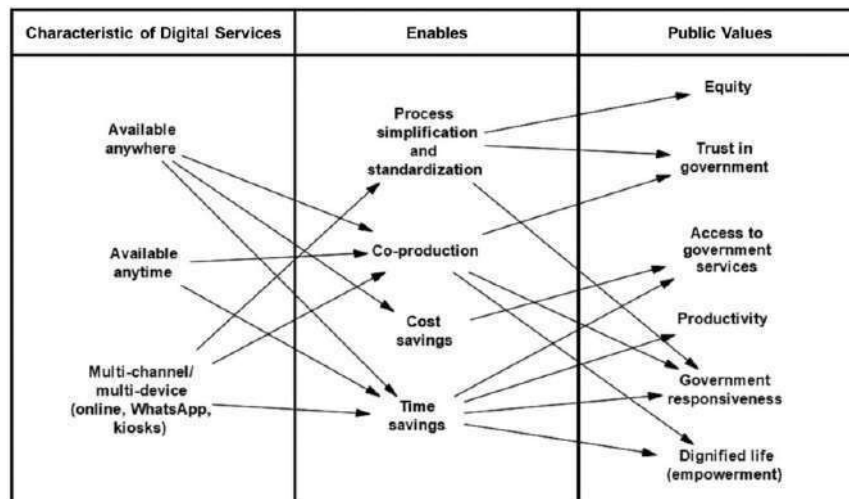 Characteristic of Digital Services
Enables
Public Values
Available
anywhere
Available
anytime
Multi-channel/
multi-device
(online, WhatsApp,
kiosks)
Process
simplification
and
standardization
Co-production
Cost
savings
Time
savings
Equity
Trust in
government
Access to
government
services
Productivity
Government
responsiveness
Dignified life
(empowerment)